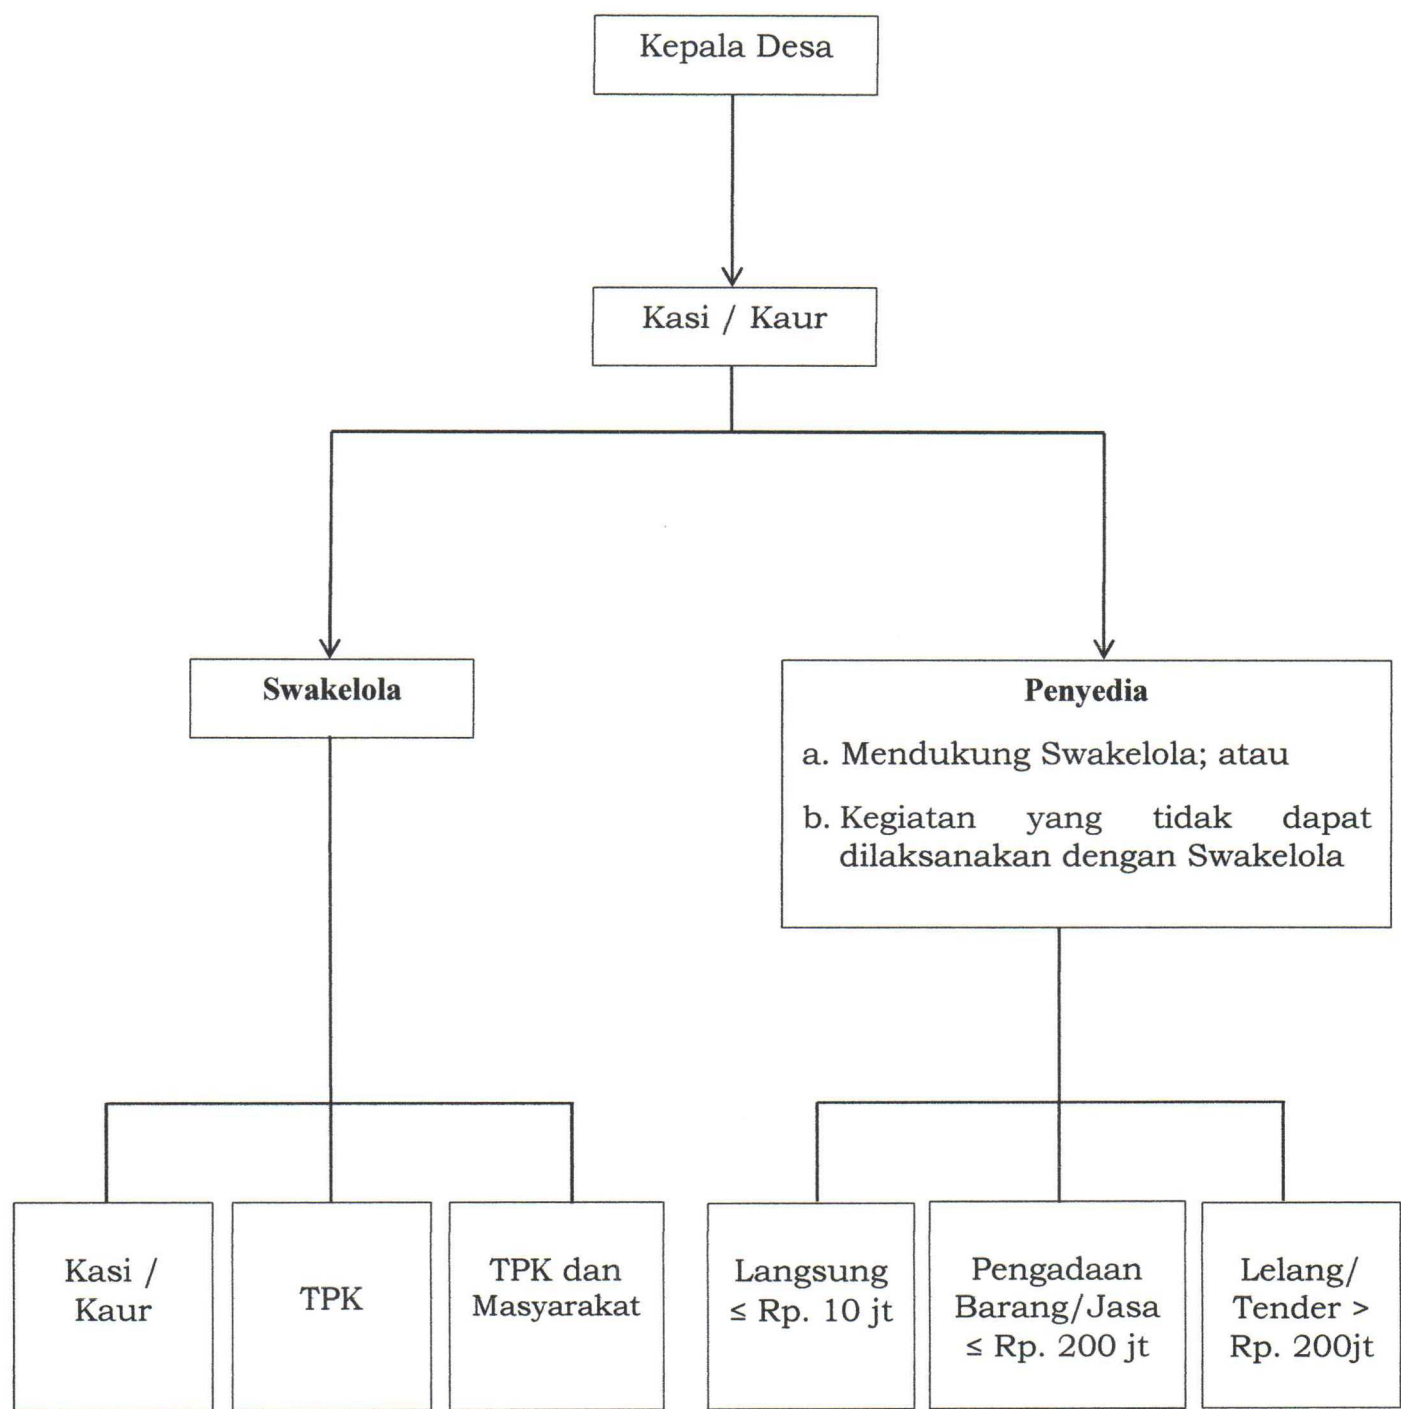 Kepala Desa
Kasi / Kaur
Swakelola
Penyedia
a. Mendukung Swakelola; atau
b. Kegiatan yang tidak dapat
dilaksanakan dengan Swakelola
Kasi /
Kaur
TPK
TPK dan
Masyarakat
Langsung
≤ Rp. 10 jt
Pengadaan
Barang/Jasa
≤ Rp. 200 jt
Lelang/
Tender >
Rp. 200jt